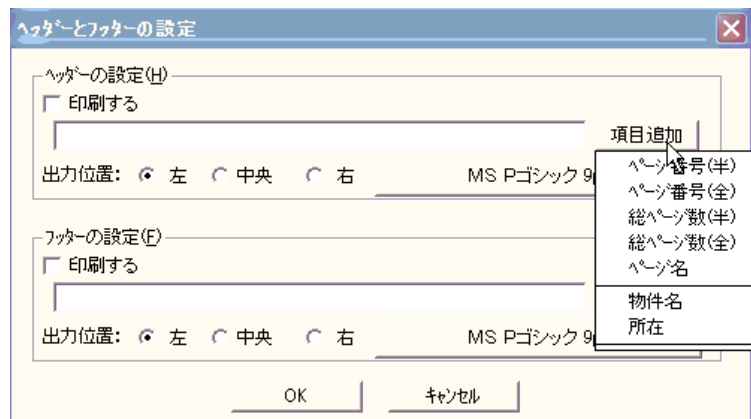 ﾍｯﾀﾞｰとﾌｯﾀｰの設定
ﾍｯﾀﾞｰの設定(H)
印刷する
項目追加
出力位置: 左 中央 右 MS Pゴシック 9
ﾍﾟｰｼﾞ番号(半)
ﾍﾟｰｼﾞ番号(全)
総ﾍﾟｰｼﾞ数(半)
総ﾍﾟｰｼﾞ数(全)
ﾍﾟｰｼﾞ名
物件名
所在
ﾌｯﾀｰの設定(F)
印刷する
出力位置: 左 中央 右 MS Pゴシック 9
OK ｷｬﾝｾﾙ